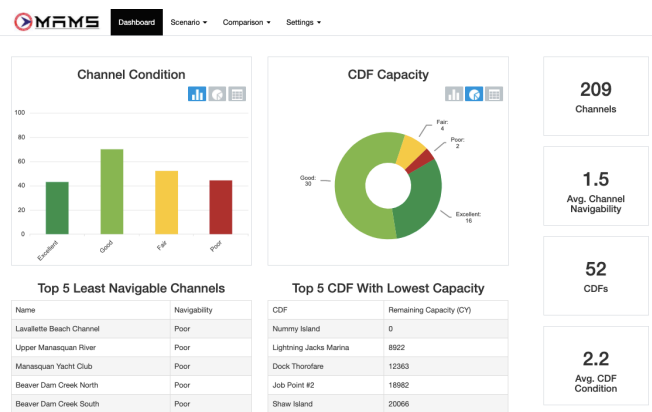 MAMS
Dashboard
Scenario
Comparison
Settings
Channel Condition
100
80
60
40
20
0
Excellent
Good
Fair
Poor
CDF Capacity
Fair:
4
Poor:
2
Good:
30
Excellent:
16
209
Channels
1.5
Avg. Channel
Navigability
52
CDFs
2.2
Avg. CDF
Condition
Top 5 Least Navigable Channels
Name Navigability
Lavallette Beach Channel Poor
Upper Manasquan River Poor
Manasquan Yacht Club Poor
Beaver Dam Creek North Poor
Beaver Dam Creek South Poor
Top 5 CDF With Lowest Capacity
CDF Remaining Capacity (CY)
Nummy Island 0
Lightning Jacks Marina 8922
Dock Thorofare 12363
Job Point #2 18982
Shaw Island 20066